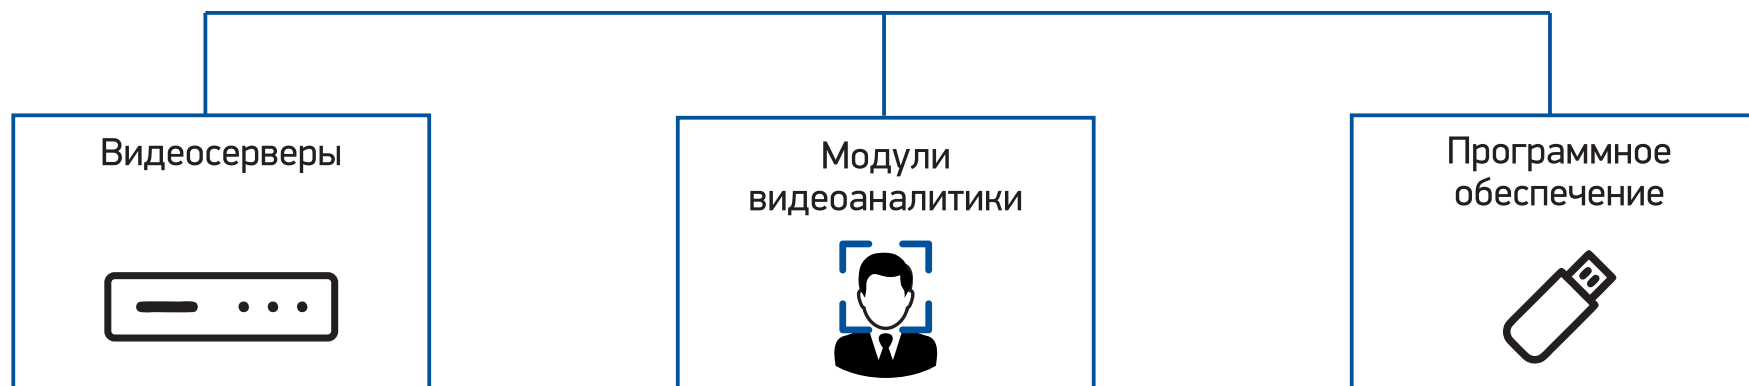 Видеосерверы
Модули
видеоаналитики
Программное
обеспечение